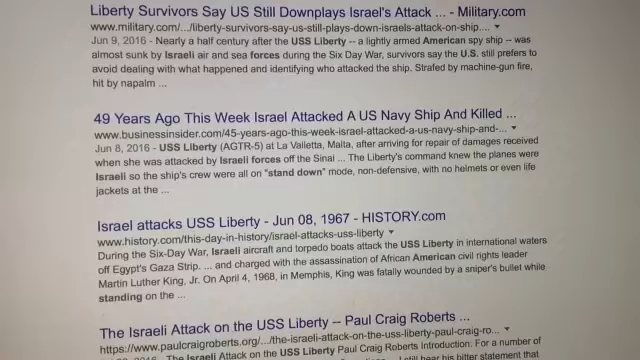 Liberty Survivors Say US Still Downplays Israel's Attack ... - Military.com
www.military.com/.../liberty-survivors-say-us-still-plays-down-israels-attack-on-ship....
Jun 9, 2016 - Nearly a half century after the USS Liberty -- a lightly armed American spy ship -- was
almost sunk by Israeli air and sea forces during the Six Day War, survivors say the U.S. still prefers to
avoid dealing with what happened and identifying who attacked the ship. Strafed by machine-gun fire,
hit by napalm ...
49 Years Ago This Week Israel Attacked A US Navy Ship And Killed ...
www.businessinsider.com/45-years-ago-this-week-israel-attacked-a-us-navy-ship-and-...
Jun 8, 2016 - USS Liberty (AGTR-5) at La Valletta, Malta, after arriving for repair of damages received
when she was attacked by Israeli forces off the Sinai ... The Liberty's command knew the planes were
Israeli so the ship's crew were all on "stand down" mode, non-defensive, with no helmets or even life
jackets at the ...
Israel attacks USS Liberty - Jun 08, 1967 - HISTORY.com
www.history.com/this-day-in-history/israel-attacks-uss-liberty
During the Six-Day War, Israeli aircraft and torpedo boats attack the USS Liberty in international waters
off Egypt's Gaza Strip. ... and charged with the assassination of African American civil rights leader
Martin Luther King, Jr. On April 4, 1968, in Memphis, King was fatally wounded by a sniper's bullet while
standing on the ...
The Israeli Attack on the USS Liberty -- Paul Craig Roberts ...
https://www.paulcraigroberts.org/.../the-israeli-attack-on-the-uss-liberty-paul-craig-ro...
2016 - The Israeli Attack on the USS Liberty Paul Craig Roberts Introduction: For a number of
I still hear his bitter statement that